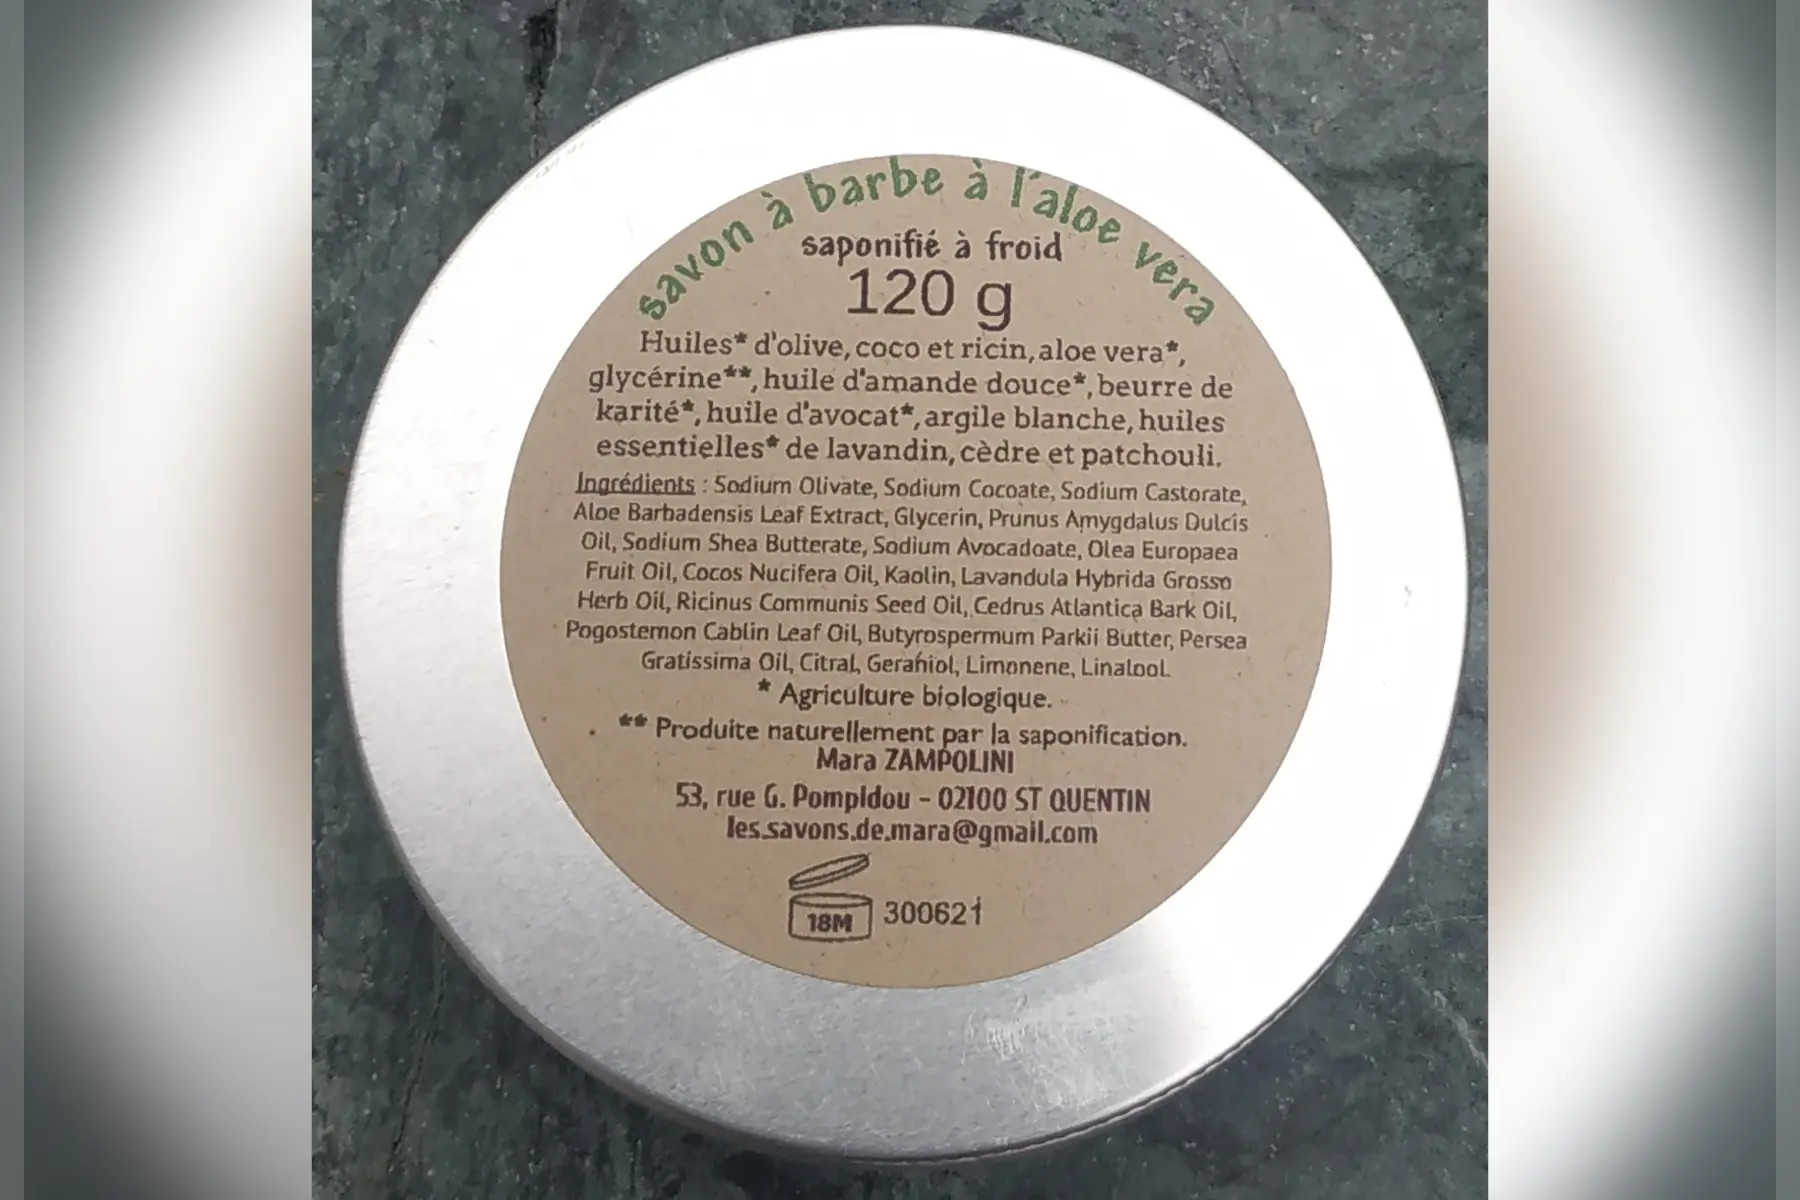 savon à barbe à l'aloe vera
saponifié à froid
120 g
Huiles* d'olive, coco et ricin, aloe vera*,
glycérine**, huile d'amande douce*, beurre de
karité*, huile d'avocat*, argile blanche, huiles
essentielles* de lavandin, cèdre et patchouli.
Ingrédients : Sodium Olivate, Sodium Cocoate, Sodium Castorate,
Aloe Barbadensis Leaf Extract, Glycerin, Prunus Amygdalus Dulcis
Oil, Sodium Shea Butterate, Sodium Avocadoate, Olea Europaea
Fruit Oil, Cocos Nucifera Oil, Kaolin, Lavandula Hybrida Grosso
Herb Oil, Ricinus Communis Seed Oil, Cedrus Atlantica Bark Oil,
Pogostemon Cablin Leaf Oil, Butyrospermum Parkii Butter, Persea
Gratissima Oil, Citral, Geraniol, Limonene, Linalool.
* Agriculture biologique.
** Produite naturellement par la saponification.
Mara ZAMPOLINI
53, rue G. Pompidou - 02100 ST QUENTIN
les.savons.de.mara@gmail.com
18M 300621